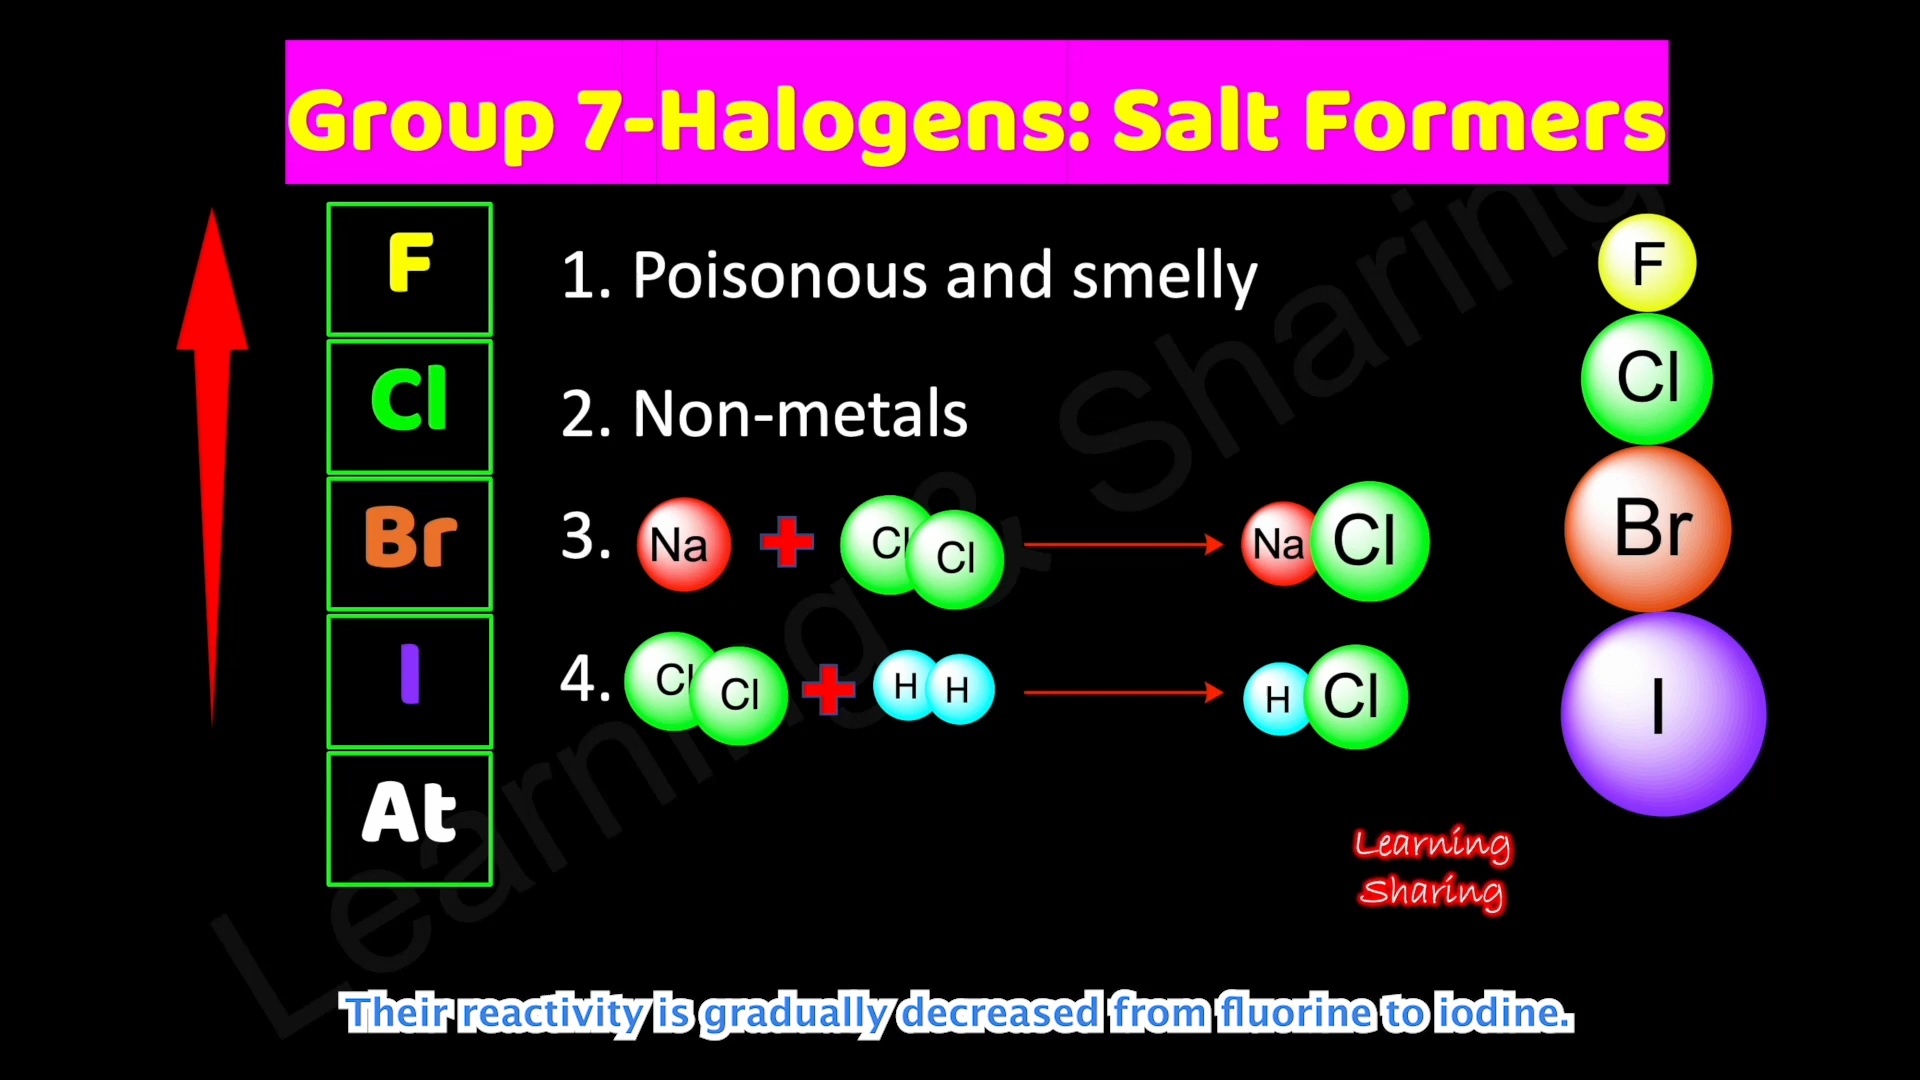 Group 7-Halogens: Salt Formers
F
1. Poisonous and smelly
F
Cl
2. Non-metals
Cl
Br
3. Na + Cl Cl Na Cl
Br
I
4. Cl Cl + H H H Cl
I
At
Learning
Sharing
Learning & Sharing
Their reactivity is gradually decreased from fluorine to iodine.